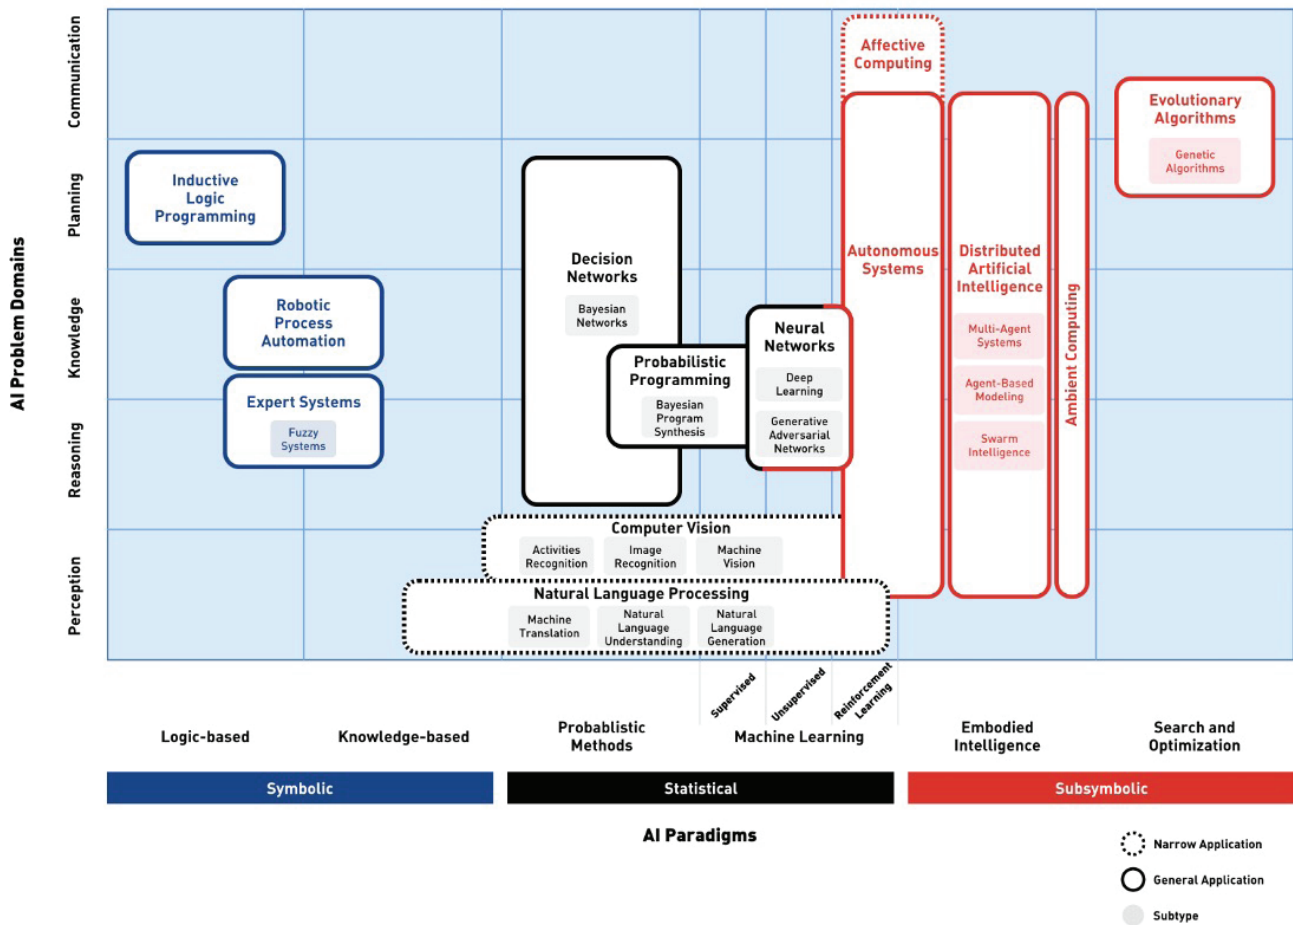 AI Problem Domains
Communication
Planning
Knowledge
Reasoning
Perception
Affective
Computing
Evolutionary
Algorithms
Genetic
Algorithms
Inductive
Logic
Programming
Decision
Networks
Bayesian
Networks
Autonomous
Systems
Distributed
Artificial
Intelligence
Multi-Agent
Systems
Agent-Based
Modeling
Swarm
Intelligence
Ambient Computing
Robotic
Process
Automation
Neural
Networks
Deep
Learning
Generative
Adversarial
Networks
Probabilistic
Programming
Bayesian
Program
Synthesis
Expert Systems
Fuzzy
Systems
Computer Vision
Activities
Recognition
Image
Recognition
Machine
Vision
Natural Language Processing
Machine
Translation
Natural
Language
Understanding
Natural
Language
Generation
Supervised
Unsupervised
Reinforcement
Learning
Logic-based
Knowledge-based
Probablistic
Methods
Machine Learning
Embodied
Intelligence
Search and
Optimization
Symbolic
Statistical
Subsymbolic
AI Paradigms
Narrow Application
General Application
Subtype